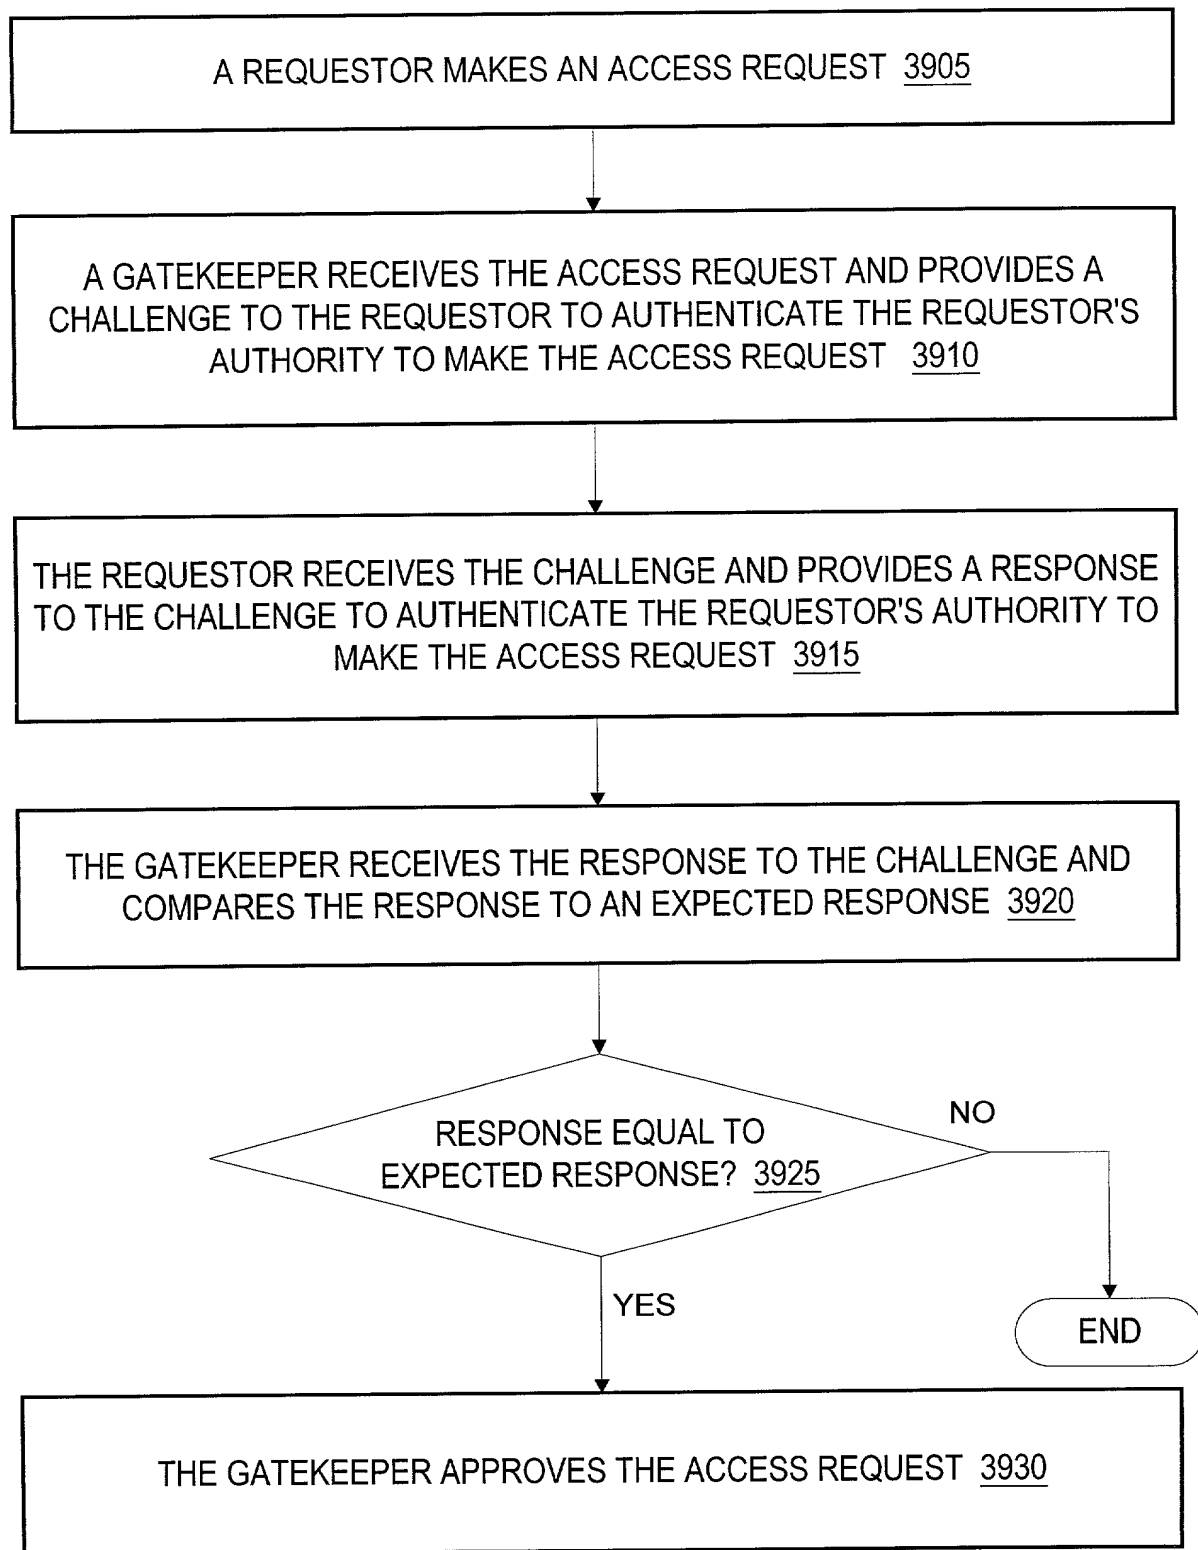 A REQUESTOR MAKES AN ACCESS REQUEST 3905
A GATEKEEPER RECEIVES THE ACCESS REQUEST AND PROVIDES A
CHALLENGE TO THE REQUESTOR TO AUTHENTICATE THE REQUESTOR'S
AUTHORITY TO MAKE THE ACCESS REQUEST 3910
THE REQUESTOR RECEIVES THE CHALLENGE AND PROVIDES A RESPONSE
TO THE CHALLENGE TO AUTHENTICATE THE REQUESTOR'S AUTHORITY TO
MAKE THE ACCESS REQUEST 3915
THE GATEKEEPER RECEIVES THE RESPONSE TO THE CHALLENGE AND
COMPARES THE RESPONSE TO AN EXPECTED RESPONSE 3920
RESPONSE EQUAL TO
EXPECTED RESPONSE? 3925
NO
YES
END
THE GATEKEEPER APPROVES THE ACCESS REQUEST 3930